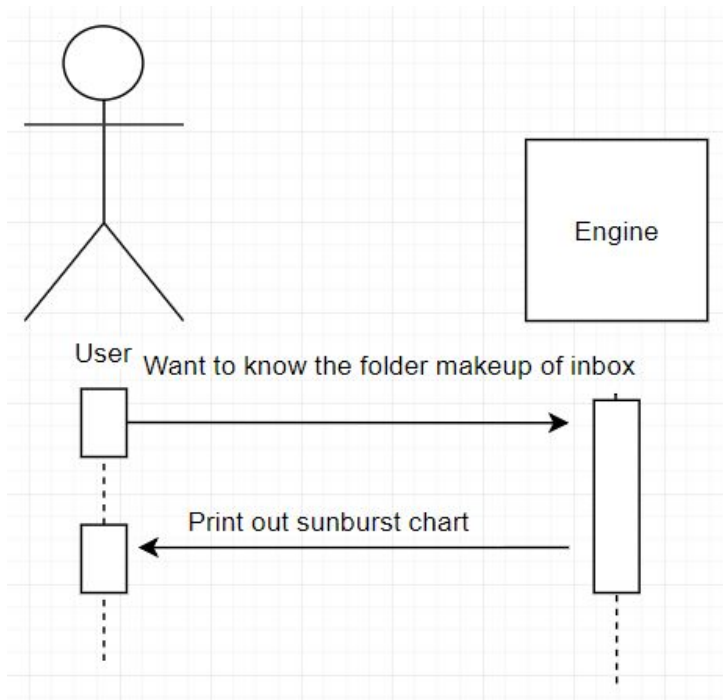 Engine
User
Want to know the folder makeup of inbox
Print out sunburst chart